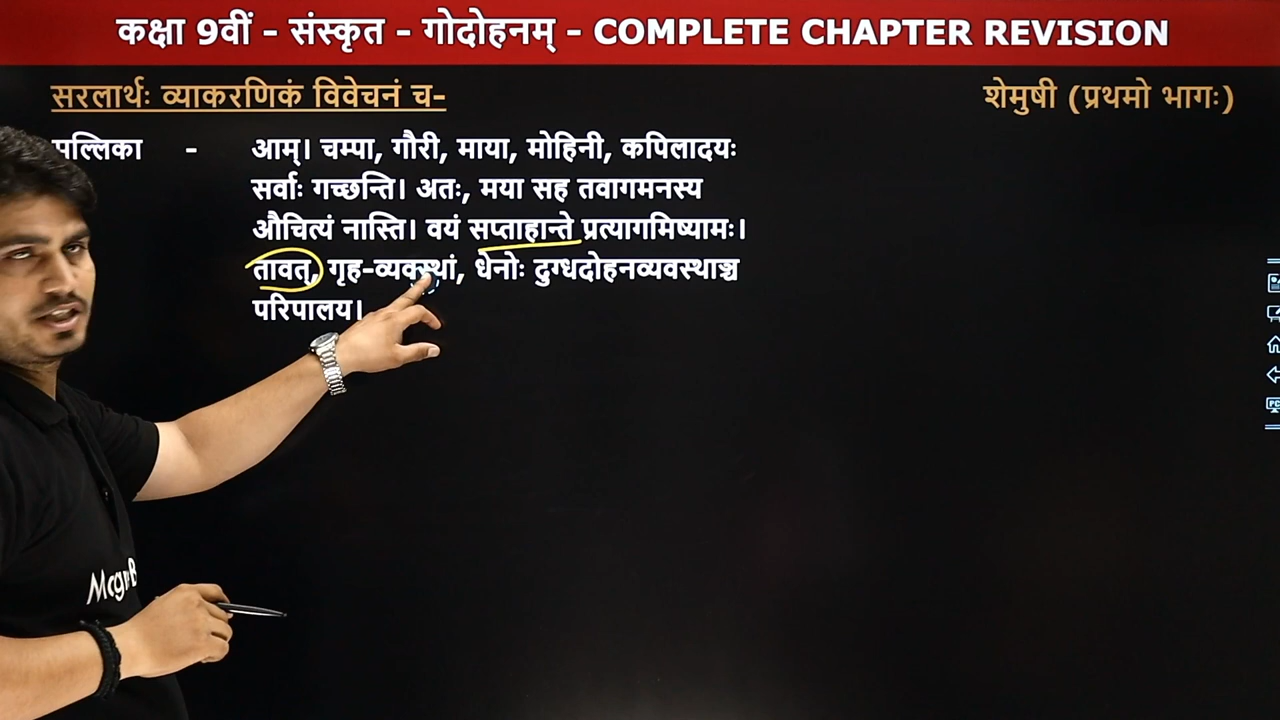 कक्षा 9वीं - संस्कृत - गोदोहनम् - COMPLETE CHAPTER REVISION
सरलार्थः व्याकरणिकं विवेचनं च-
शेमुषी (प्रथमो भागः)
मल्लिका - आम्। चम्पा, गौरी, माया, मोहिनी, कपिलादयः
सर्वाः गच्छन्ति। अतः, मया सह तवागमनस्य
औचित्यं नास्ति। वयं सप्ताहान्ते प्रत्यागमिष्यामः।
तावत्, गृह-व्यवस्थां, धेनोः दुग्धदोहनव्यवस्थाञ्च
परिपालय।